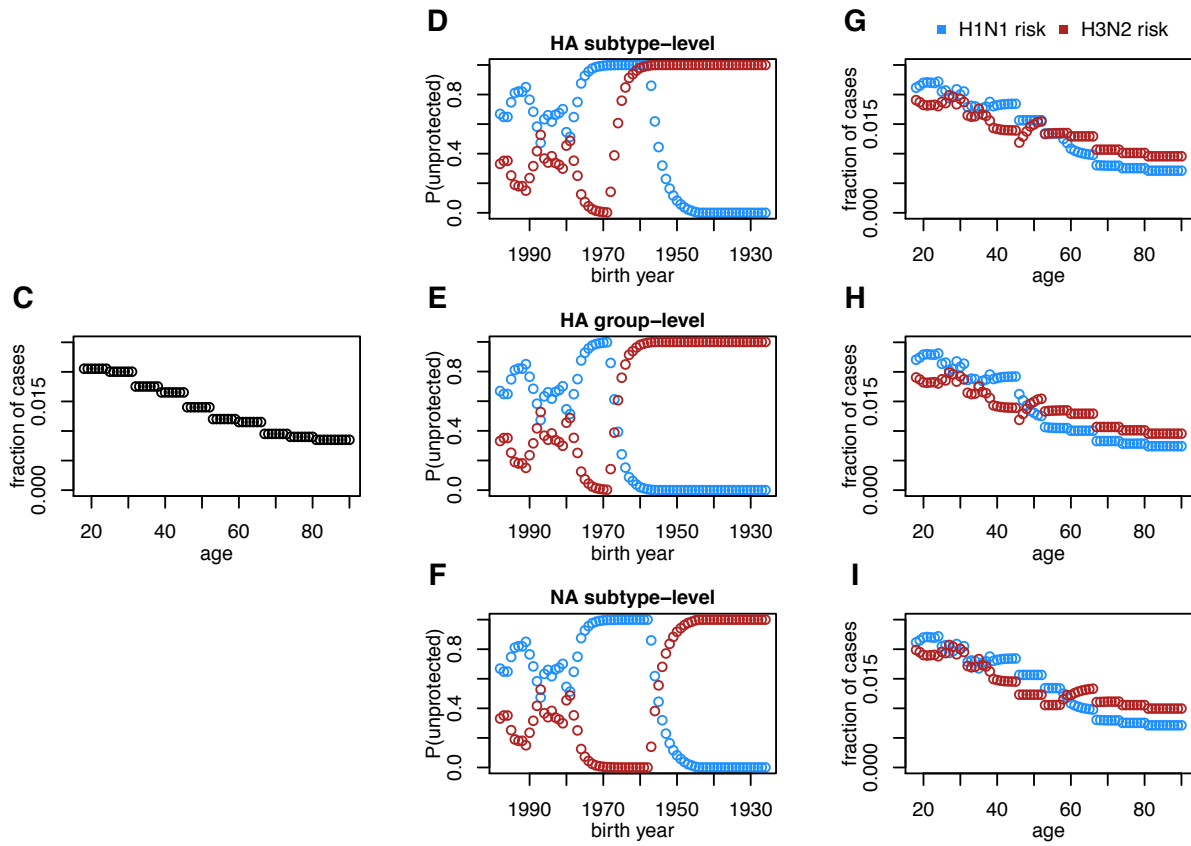 D
HA subtype−level
P(unprotected)
0.0 0.4 0.8
1990 1970 1950 1930
birth year
G
H1N1 risk H3N2 risk
fraction of cases
0.000 0.015
20 40 60 80
age
C
fraction of cases
0.000 0.015
20 40 60 80
age
E
HA group−level
P(unprotected)
0.0 0.4 0.8
1990 1970 1950 1930
birth year
H
fraction of cases
0.000 0.015
20 40 60 80
age
F
NA subtype−level
P(unprotected)
0.0 0.4 0.8
1990 1970 1950 1930
birth year
I
fraction of cases
0.000 0.015
20 40 60 80
age